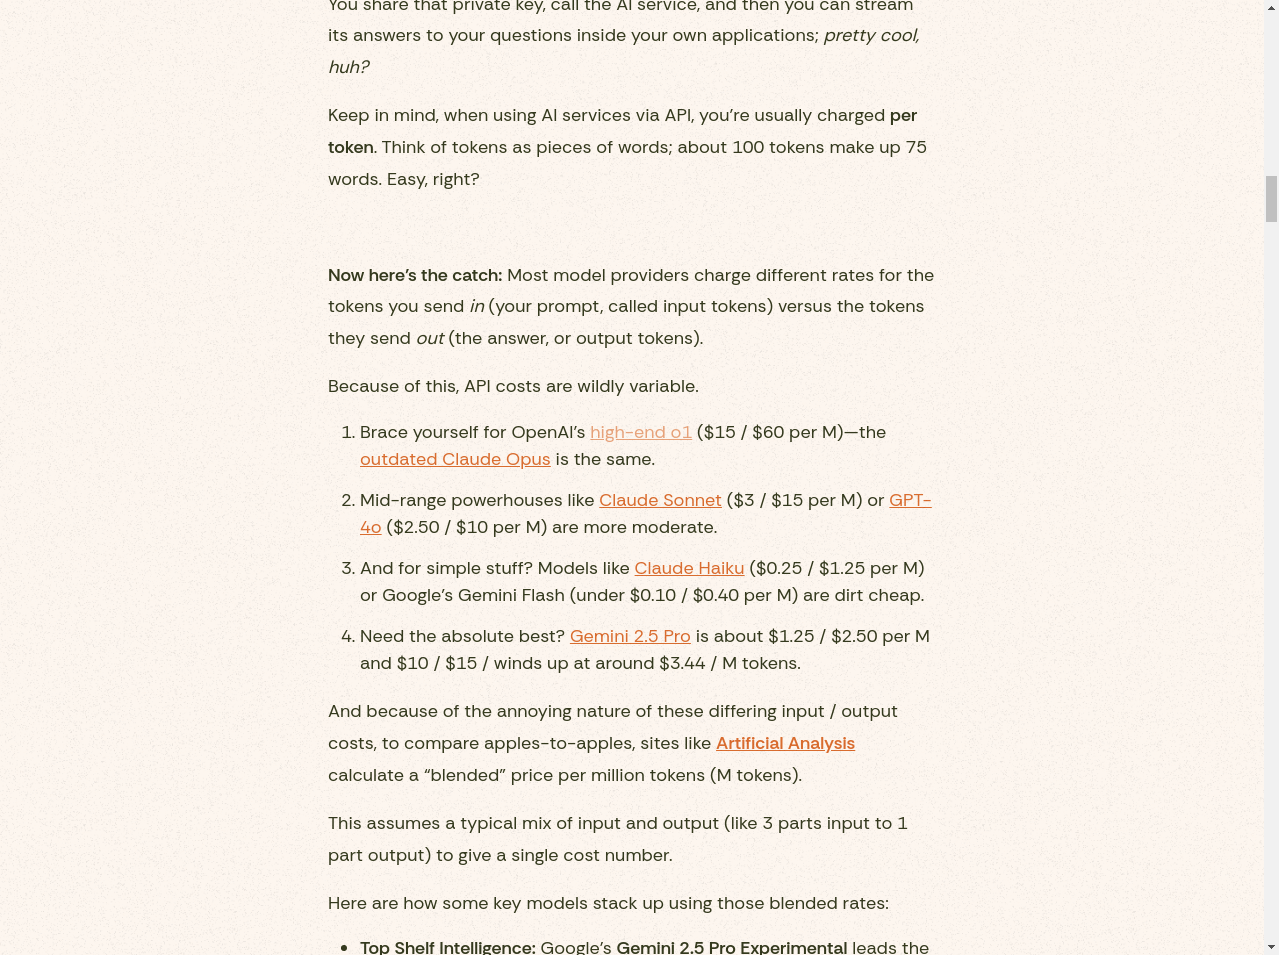 You share that private key, call the AI service, and then you can stream
its answers to your questions inside your own applications; pretty cool,
huh?
Keep in mind, when using AI services via API, you’re usually charged per
token. Think of tokens as pieces of words; about 100 tokens make up 75
words. Easy, right?
Now here’s the catch: Most model providers charge different rates for the
tokens you send in (your prompt, called input tokens) versus the tokens
they send out (the answer, or output tokens).
Because of this, API costs are wildly variable.
1. Brace yourself for OpenAI’s high-end o1 ($15 / $60 per M)—the
outdated Claude Opus is the same.
2. Mid-range powerhouses like Claude Sonnet ($3 / $15 per M) or GPT-
4o ($2.50 / $10 per M) are more moderate.
3. And for simple stuff? Models like Claude Haiku ($0.25 / $1.25 per M)
or Google’s Gemini Flash (under $0.10 / $0.40 per M) are dirt cheap.
4. Need the absolute best? Gemini 2.5 Pro is about $1.25 / $2.50 per M
and $10 / $15 / winds up at around $3.44 / M tokens.
And because of the annoying nature of these differing input / output
costs, to compare apples-to-apples, sites like Artificial Analysis
calculate a “blended” price per million tokens (M tokens).
This assumes a typical mix of input and output (like 3 parts input to 1
part output) to give a single cost number.
Here are how some key models stack up using those blended rates:
• Top Shelf Intelligence: Google’s Gemini 2.5 Pro Experimental leads the